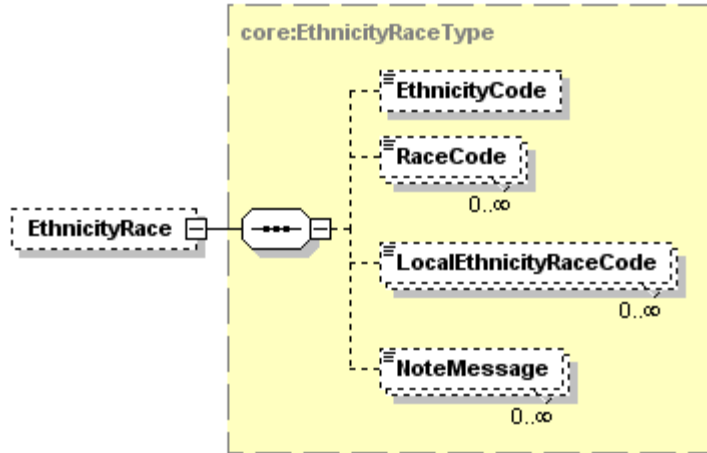 core:EthnicityRaceType
EthnicityCode
RaceCode
0..∞
EthnicityRace
LocalEthnicityRaceCode
0..∞
NoteMessage
0..∞